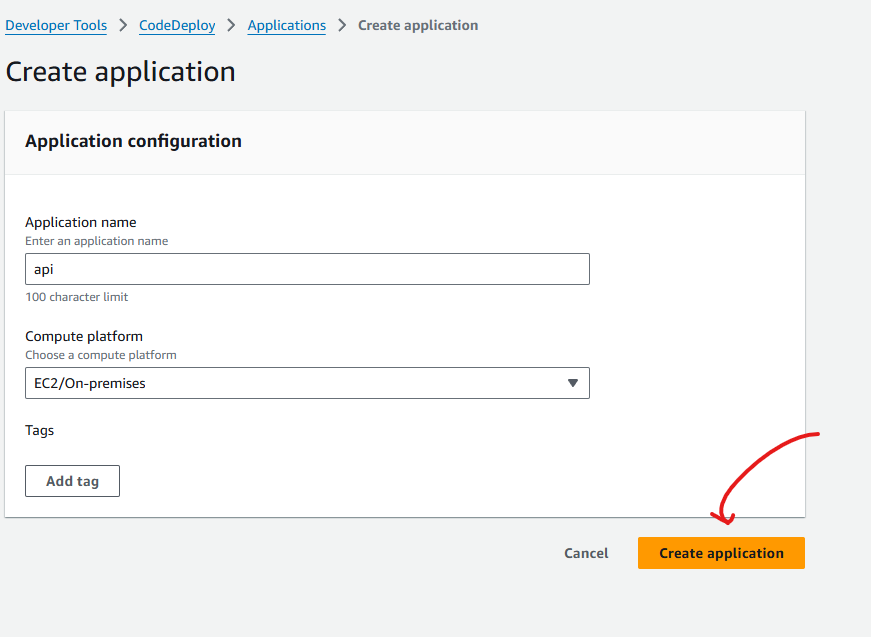 Developer Tools > CodeDeploy > Applications > Create application
Create application
Application configuration
Application name
Enter an application name
api
100 character limit
Compute platform
Choose a compute platform
EC2/On-premises
Tags
Add tag
Cancel Create application